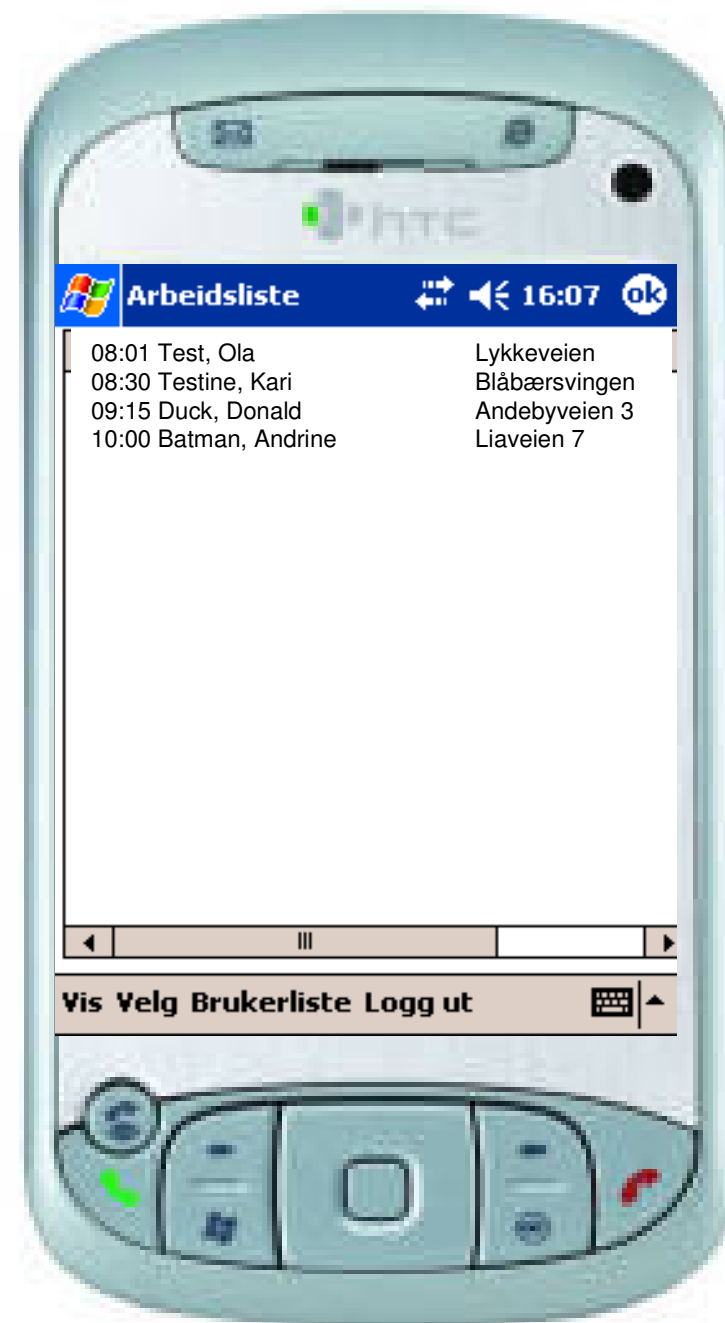 hTC
Arbeidsliste 16:07 ok
08:01 Test, Ola Lykkeveien
08:30 Testine, Kari Blåbærsvingen
09:15 Duck, Donald Andebyveien 3
10:00 Batman, Andrine Liaveien 7
Vis Velg Brukerliste Logg ut